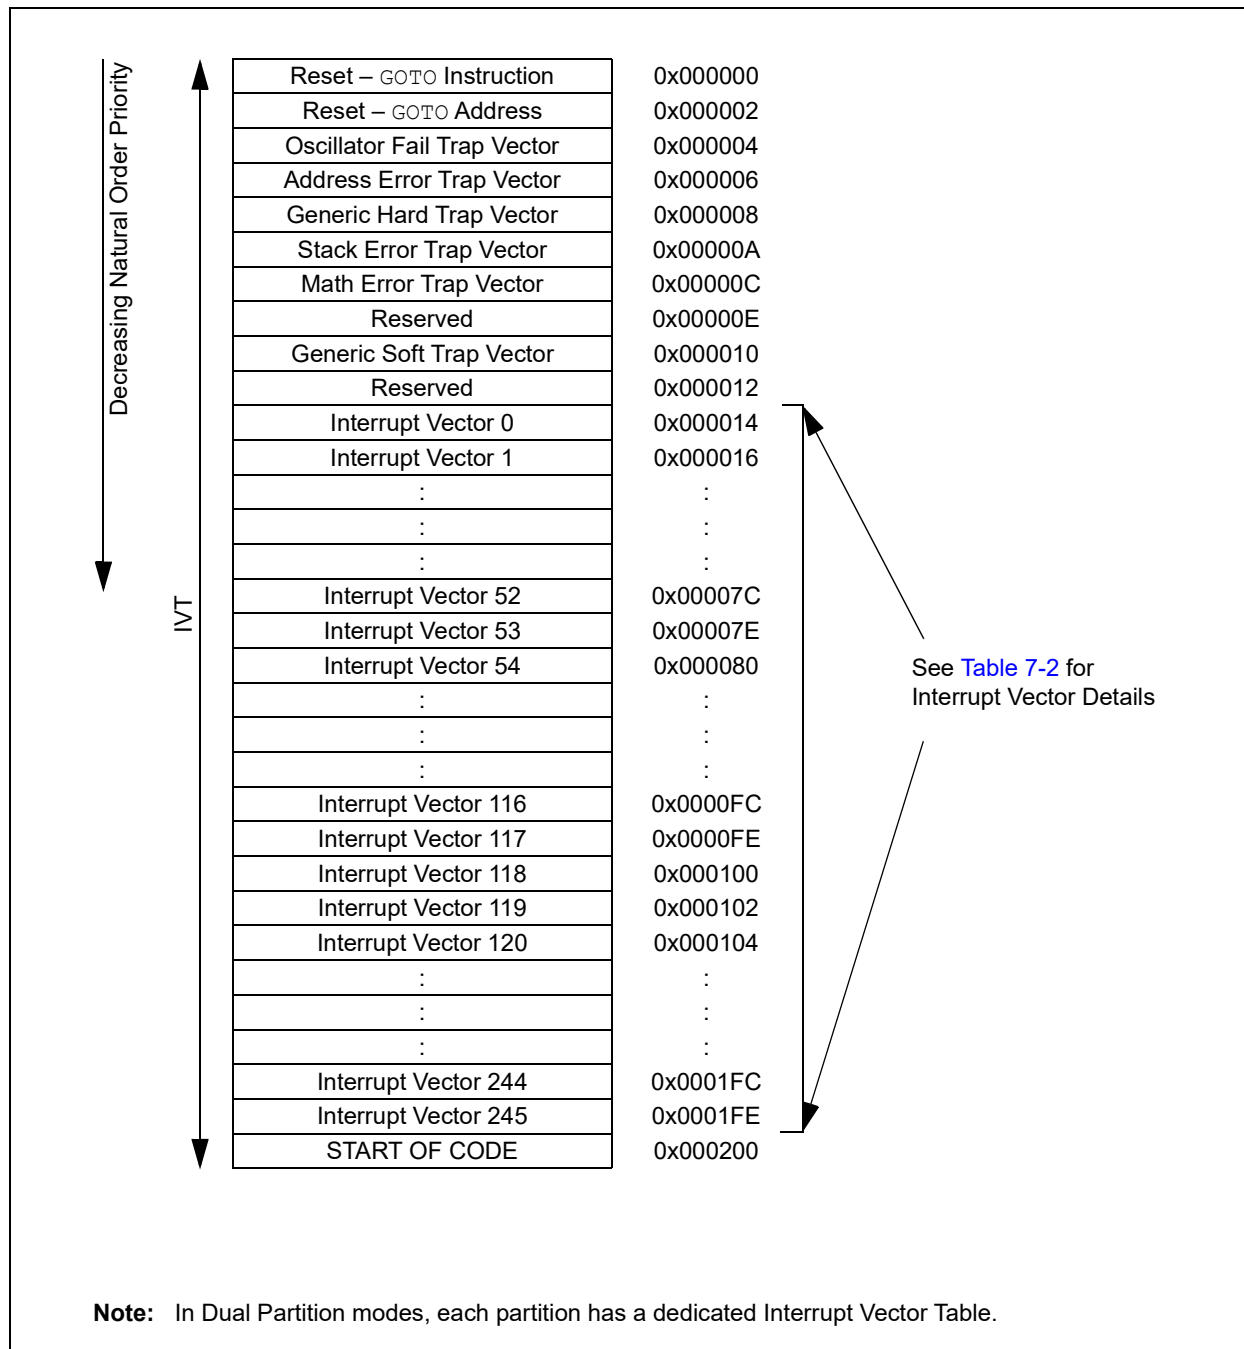 Decreasing Natural Order Priority
IVT
Reset – GOTO Instruction 0x000000
Reset – GOTO Address 0x000002
Oscillator Fail Trap Vector 0x000004
Address Error Trap Vector 0x000006
Generic Hard Trap Vector 0x000008
Stack Error Trap Vector 0x00000A
Math Error Trap Vector 0x00000C
Reserved 0x00000E
Generic Soft Trap Vector 0x000010
Reserved 0x000012
Interrupt Vector 0 0x000014
Interrupt Vector 1 0x000016
: :
: :
: :
Interrupt Vector 52 0x00007C
Interrupt Vector 53 0x00007E
Interrupt Vector 54 0x000080
: :
: :
: :
Interrupt Vector 116 0x0000FC
Interrupt Vector 117 0x0000FE
Interrupt Vector 118 0x000100
Interrupt Vector 119 0x000102
Interrupt Vector 120 0x000104
: :
: :
: :
Interrupt Vector 244 0x0001FC
Interrupt Vector 245 0x0001FE
START OF CODE 0x000200
See Table 7-2 for
Interrupt Vector Details
Note: In Dual Partition modes, each partition has a dedicated Interrupt Vector Table.